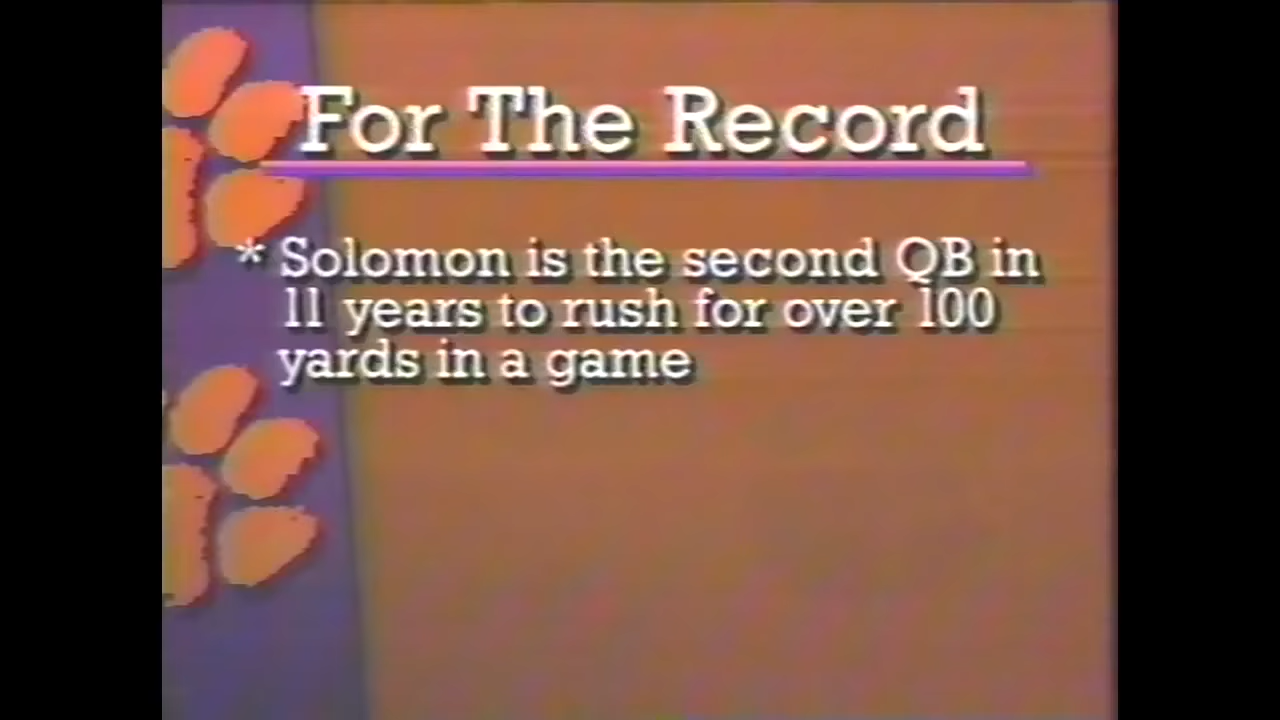 For The Record
* Solomon is the second QB in
11 years to rush for over 100
yards in a game